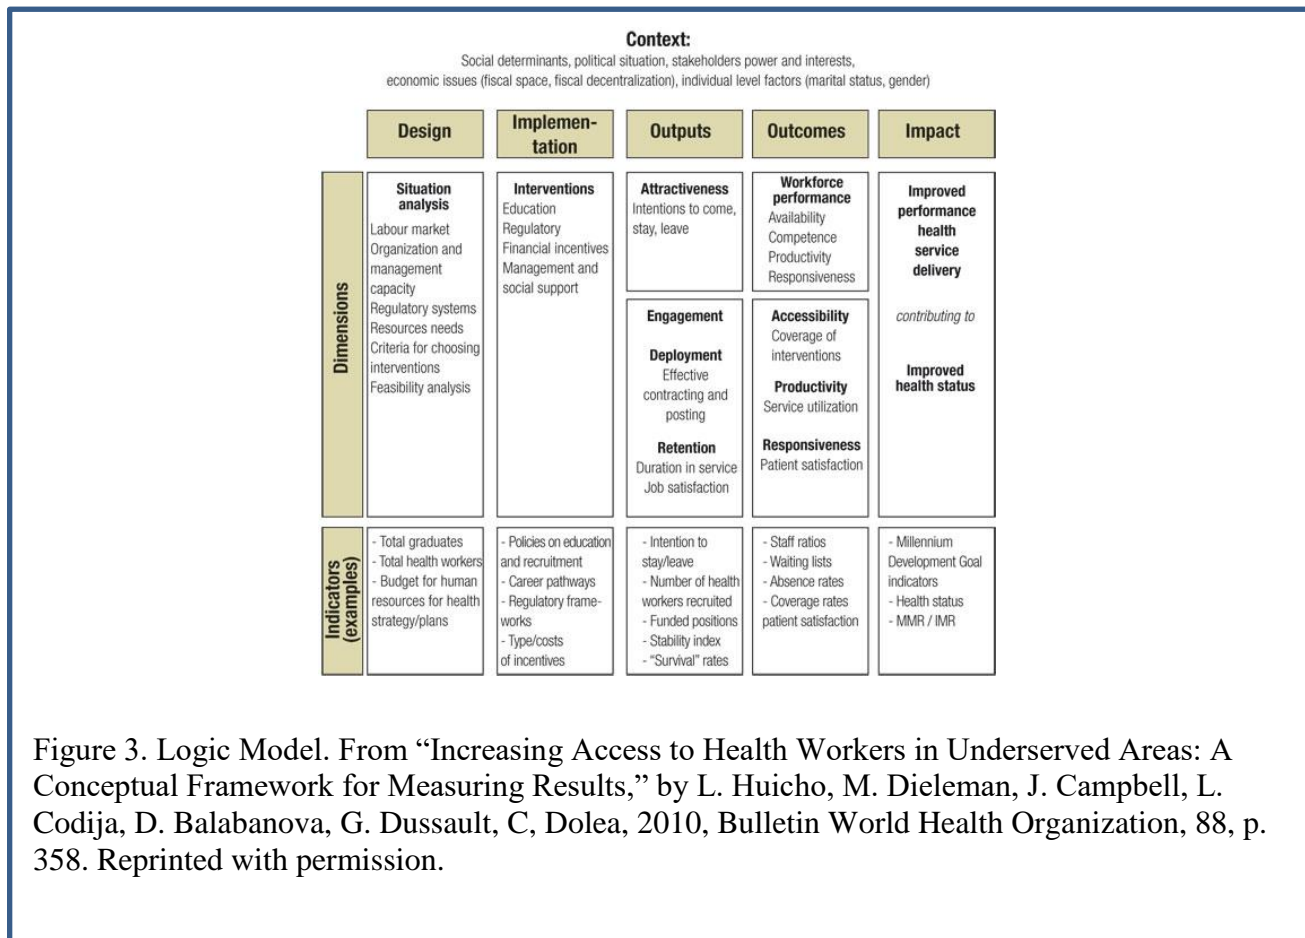 Context:
Social determinants, political situation, stakeholders power and interests,
economic issues (fiscal space, fiscal decentralization), individual level factors (marital status, gender)
Design
Implemen-
tation
Outputs
Outcomes
Impact
Dimensions
Situation
analysis
Labour market
Organization and
management
capacity
Regulatory systems
Resources needs
Criteria for choosing
interventions
Feasibility analysis
Interventions
Education
Regulatory
Financial incentives
Management and
social support
Attractiveness
Intentions to come,
stay, leave
Engagement
Deployment
Effective
contracting and
posting
Retention
Duration in service
Job satisfaction
Workforce
performance
Availability
Competence
Productivity
Responsiveness
Accessibility
Coverage of
interventions
Productivity
Service utilization
Responsiveness
Patient satisfaction
Improved
performance
health
service
delivery
contributing to
Improved
health status
Indicators
(examples)
- Total graduates
- Total health workers
- Budget for human
resources for health
strategy/plans
- Policies on education
and recruitment
- Career pathways
- Regulatory frame-
works
- Type/costs
of incentives
- Intention to
stay/leave
- Number of health
workers recruited
- Funded positions
- Stability index
- “Survival” rates
- Staff ratios
- Waiting lists
- Absence rates
- Coverage rates
patient satisfaction
- Millennium
Development Goal
indicators
- Health status
- MMR / IMR
Figure 3. Logic Model. From “Increasing Access to Health Workers in Underserved Areas: A
Conceptual Framework for Measuring Results,” by L. Huicho, M. Dieleman, J. Campbell, L.
Codija, D. Balabanova, G. Dussault, C, Dolea, 2010, Bulletin World Health Organization, 88, p.
358. Reprinted with permission.